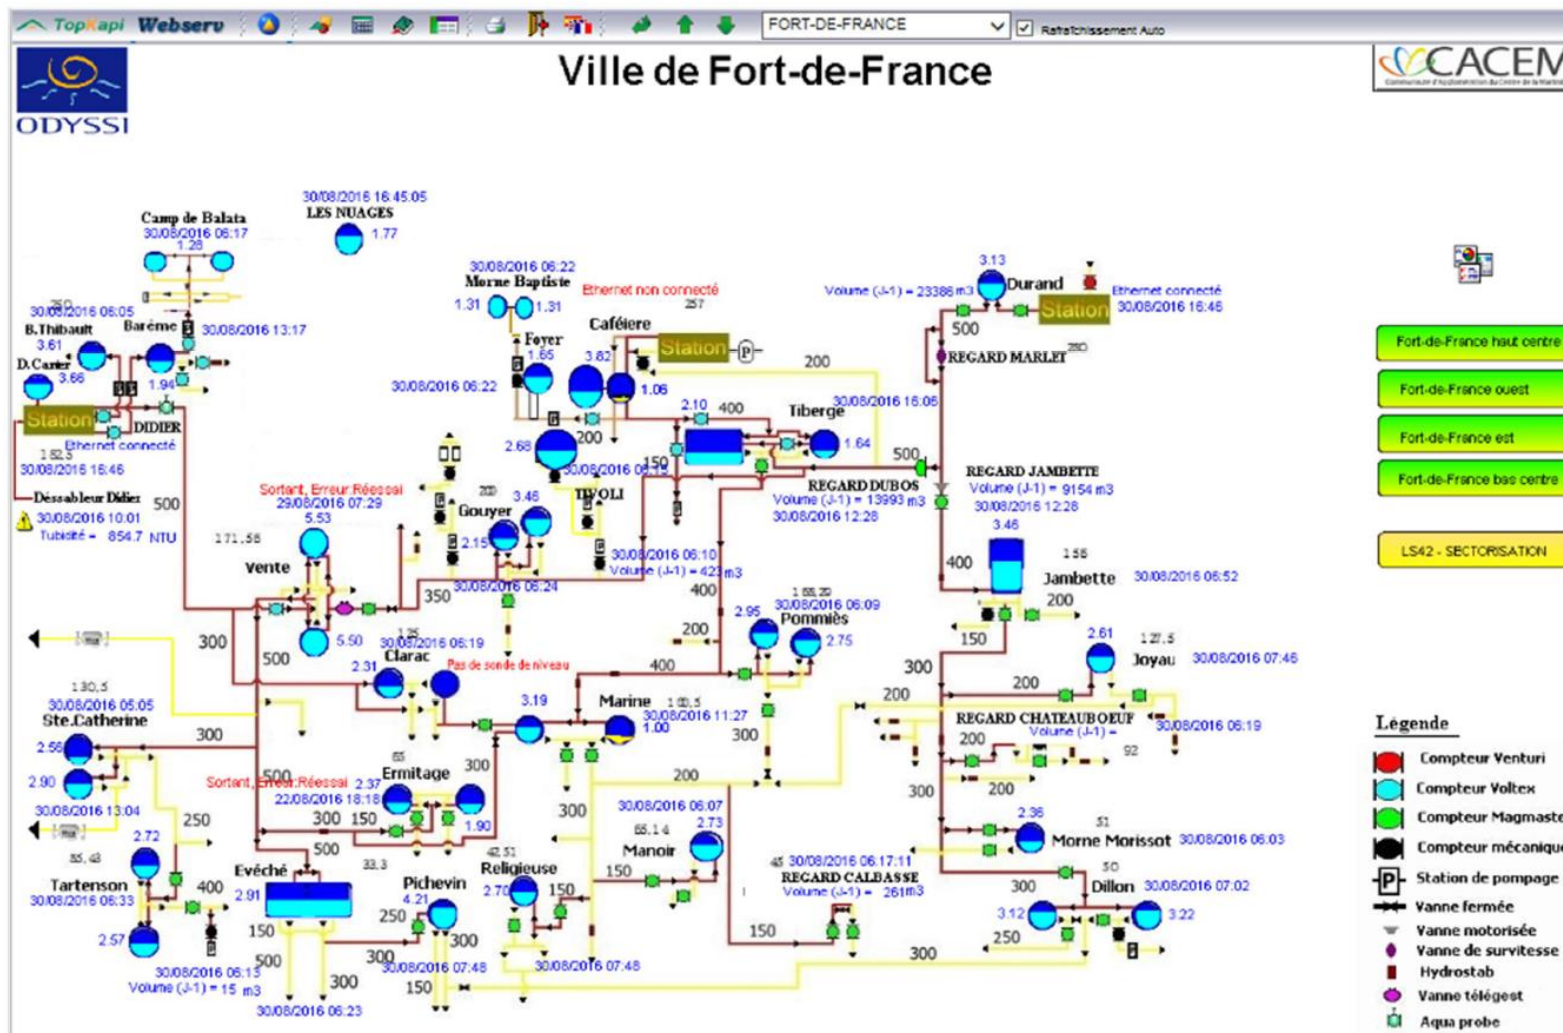 TopKapi Webserv FORT-DE-FRANCE Rafraîchissement Auto
Ville de Fort-de-France
ODYSSI
CACEM
30/08/2016 16:45:05
LES NUAGES
1.77
Camp de Balata
30/08/2016 06:17
1.28
30/08/2016 06:05
B.Thibault
3.61
Barème
30/08/2016 13:17
1.94
D.Carier
3.66
Station
DIDIER
Ethernet connecté
182,5
30/08/2016 16:46
Déssableur Didier
30/08/2016 10:01
Tubidité = 854.7 NTU
500
30/08/2016 06:22
Morne Baptiste
1.31
1.31
Foyer
1.65
30/08/2016 06:22
Ethernet non connecté
257
Caféiere
Station
P
3.82
1.06
200
2.10
400
Tiberge
30/08/2016 16:06
1.64
200
150
2.68
TIVOLI
3.13
Durand
Volume (J-1) = 23386 m3
Ethernet connecté
30/08/2016 16:46
Station
500
REGARD MARLET
500
REGARD DUBOS
Volume (J-1) = 13993 m3
30/08/2016 12:28
REGARD JAMBETTE
Volume (J-1) = 9154 m3
30/08/2016 12:28
3.46
400
Jambette
30/08/2016 06:52
200
150
Sortant, Erreur:Réessai
29/08/2016 07:29
5.53
171,56
Vente
5.50
500
300
Gouyer
3.46
2.15
30/08/2016 06:24
350
30/08/2016 06:10
Volume (J-1) = 423 m3
400
200
400
30/08/2016 06:19
Clarac
2.31
Pas de sonde de niveau
30/08/2016 06:09
Pommiès
2.95
2.75
300
2.61
127,5
Joyau
30/08/2016 07:46
300
200
200
200
REGARD CHATEAUBOEUF
Volume (J-1) =
30/08/2016 06:19
92
200
200
300
130,5
30/08/2016 05:05
Ste.Catherine
2.56
2.90
30/08/2016 13:04
300
250
500
3.19
Marine
30/08/2016 11:27
1.00
300
200
300
Sortant, Erreur:Réessai
22/08/2016 18:18
Ermitage
2.37
1.90
65
300
150
500
2.72
Tartenson
30/08/2016 06:33
2.57
400
30/08/2016 06:13
Volume (J-1) = 15 m3
Evéché
2.91
150
500
300
30/08/2016 06:23
33,3
Pichevin
4.21
250
300
300
30/08/2016 07:48
150
42,51
Religieuse
2.70
150
30/08/2016 07:48
30/08/2016 06:07
65,14
2.73
Manoir
150
45
30/08/2016 06:17:11
REGARD CALBASSE
Volume (J-1) = 261 m3
150
2.36
51
Morne Morissot
30/08/2016 06:03
50
300
Dillon
30/08/2016 07:02
3.12
3.22
250
300
Fort-de-France haut centre
Fort-de-France ouest
Fort-de-France est
Fort-de-France bas centre
LS42 - SECTORISATION
Légende
Compteur Venturi
Compteur Voltex
Compteur Magmaste
Compteur mécanique
P Station de pompage
Vanne fermée
Vanne motorisée
Vanne de survitesse
Hydrostab
Vanne télégest
Aqua probe